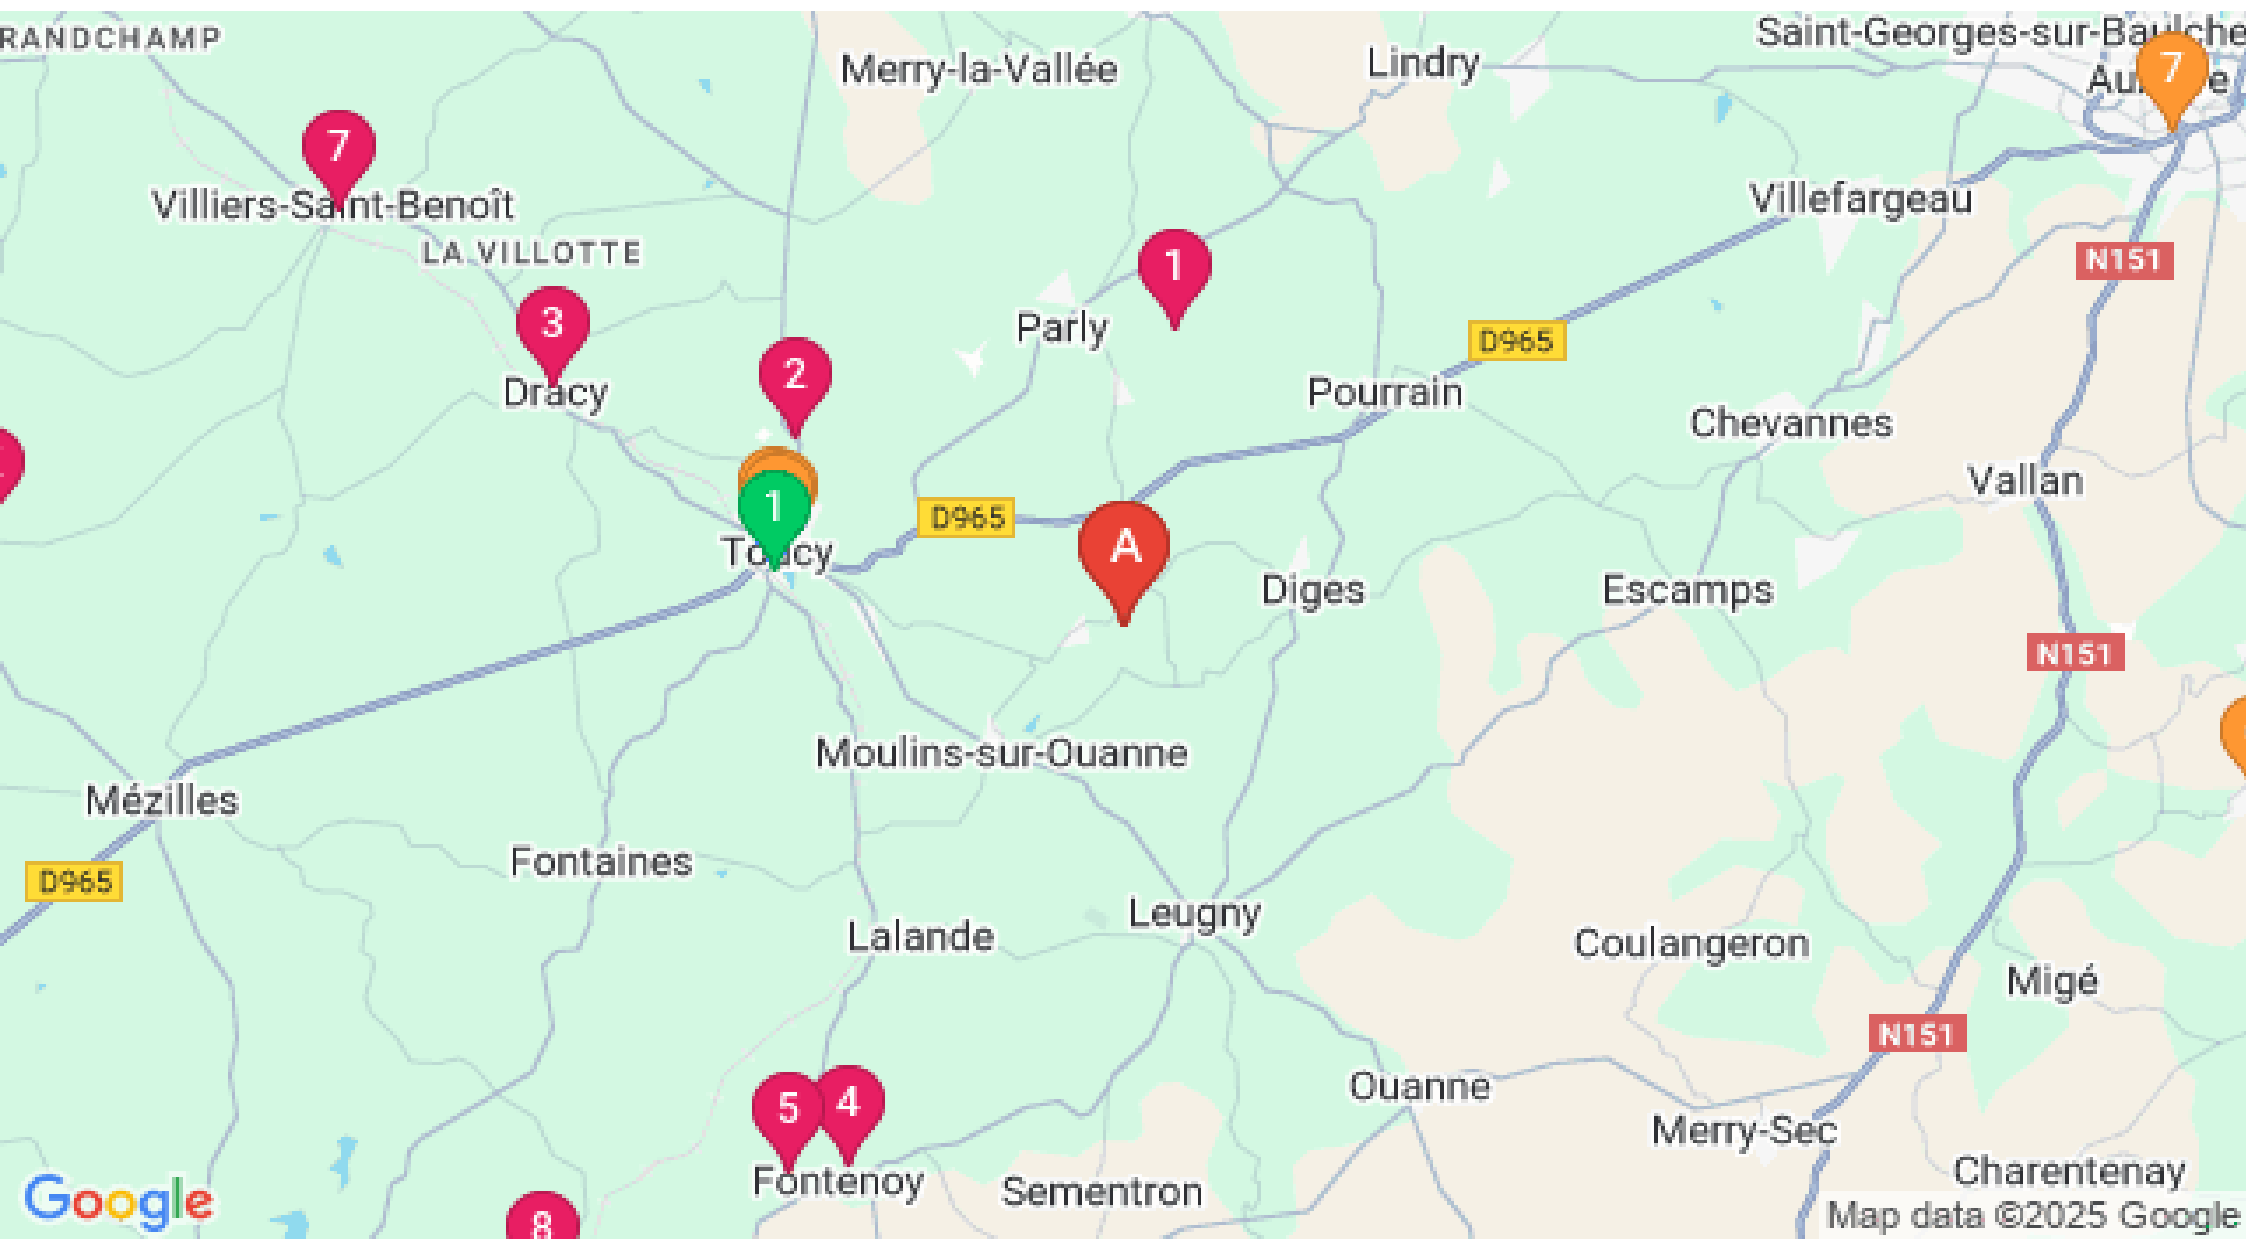 RANDCHAMP
Merry-la-Vallée
Lindry
Saint-Georges-sur-Baulche
7
7
Villiers-Saint-Benoît
Villefargeau
LA VILLOTTE
1
N151
3
Parly
D965
2
Dracy
Pourrain
Chevannes
Vallan
1
D965
Toucy
A
Diges
Escamps
N151
Moulins-sur-Ouanne
Mézilles
Fontaines
D965
Leugny
Lalande
Coulangeron
Migé
N151
Ouanne
5
4
Merry-Sec
Fontenoy
Sementron
Charentenay
Google
8
Map data ©2025 Google